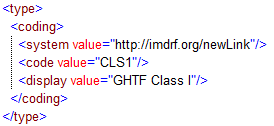 <type>
<coding>
<system value="http://imdrf.org/newLink"/>
<code value="CLS1"/>
<display value="GHTF Class I"/>
</coding>
</type>